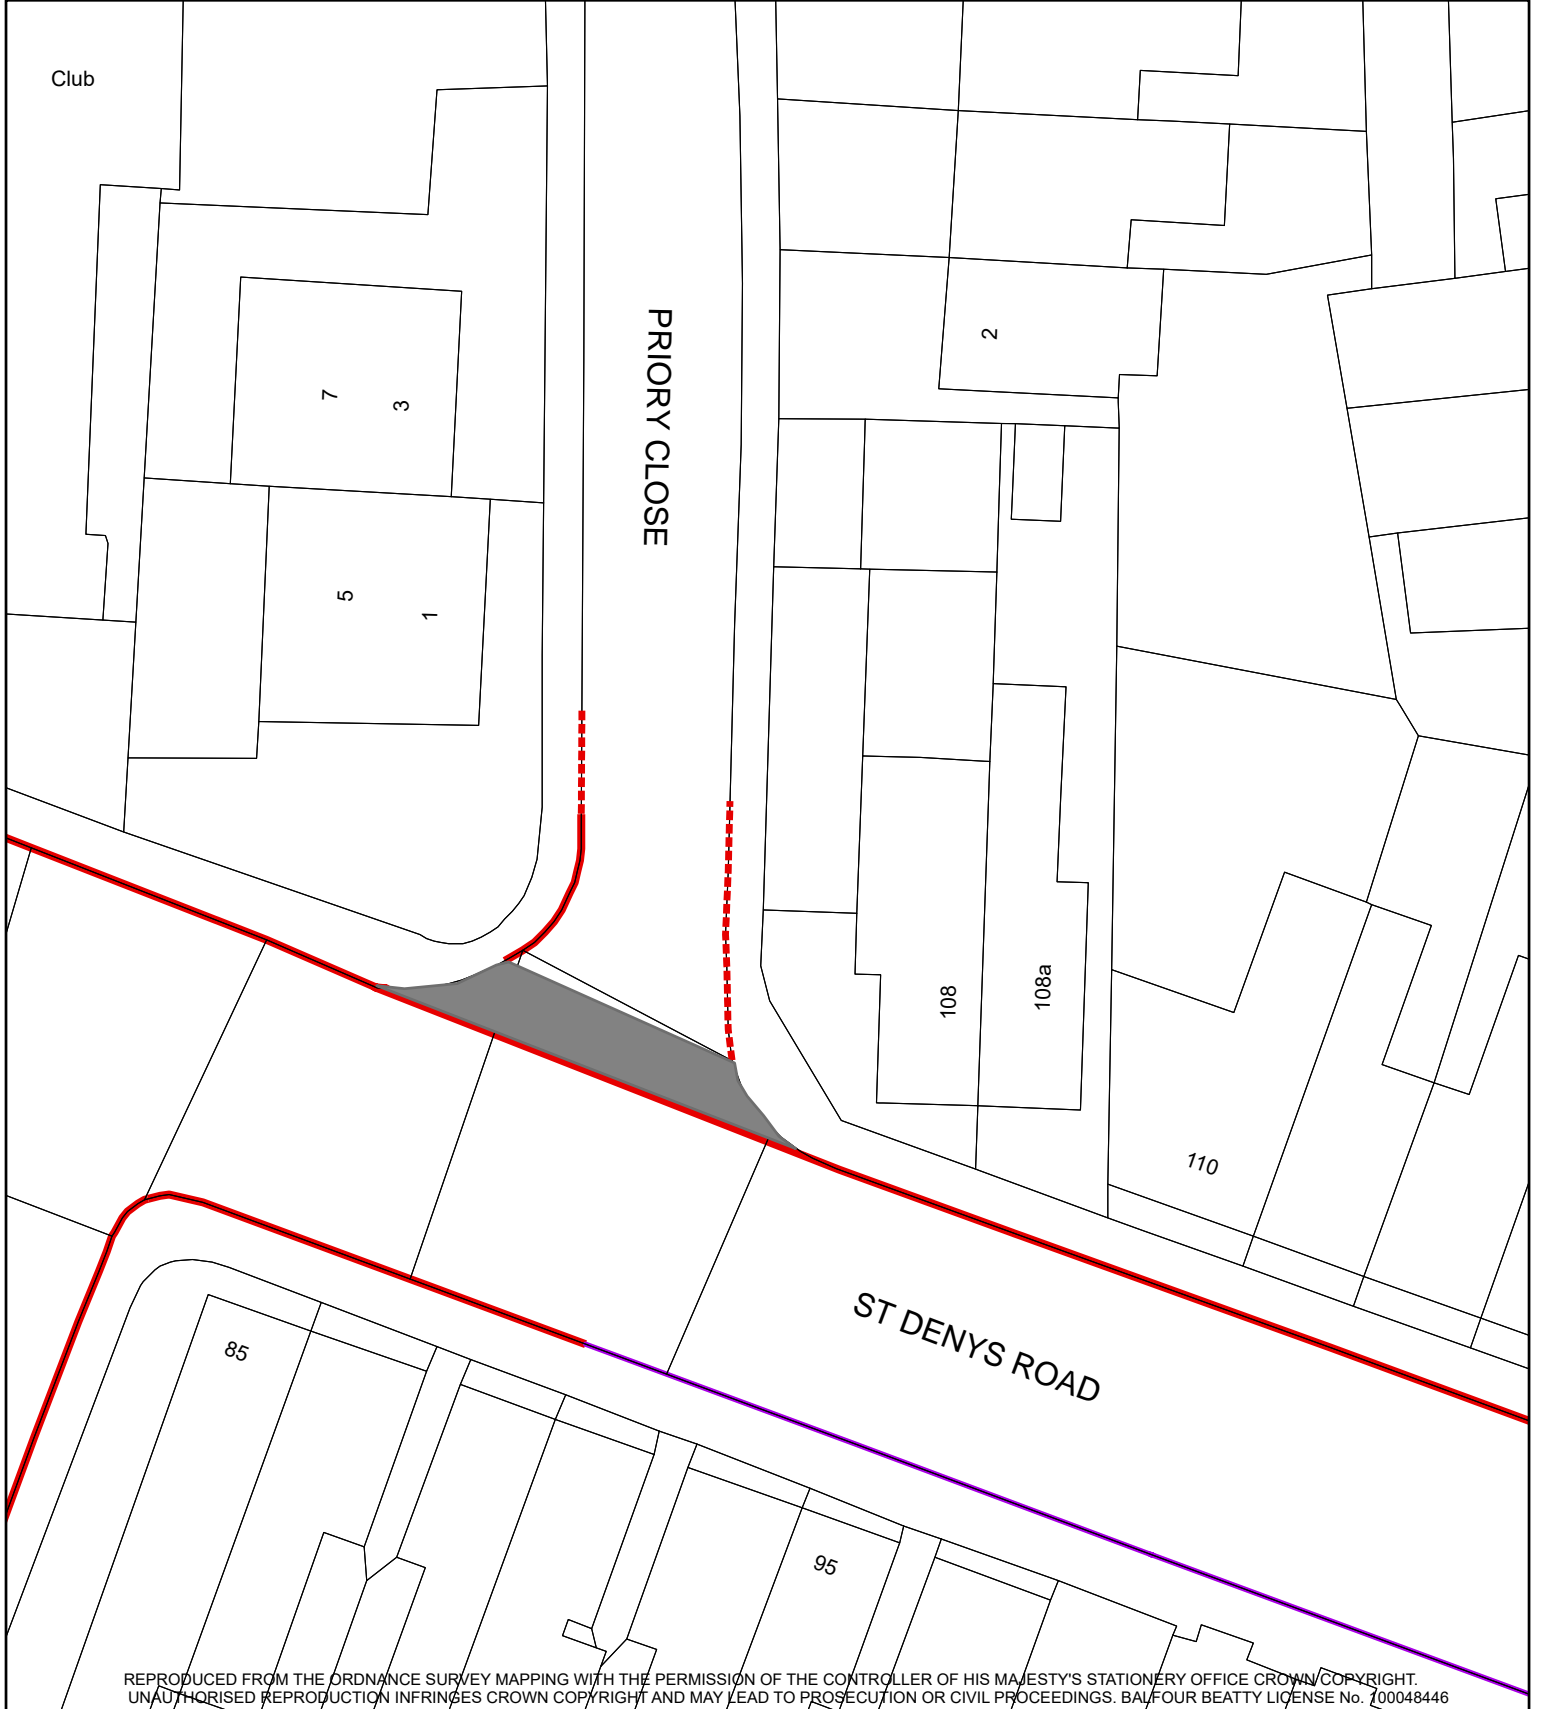 Club
2
PRIORY CLOSE
7
3
5
1
108
108a
110
ST DENYS ROAD
85
95
REPRODUCED FROM THE ORDNANCE SURVEY MAPPING WITH THE PERMISSION OF THE CONTROLLER OF HIS MAJESTY'S STATIONERY OFFICE CROWN COPYRIGHT.
UNAUTHORISED REPRODUCTION INFRINGES CROWN COPYRIGHT AND MAY LEAD TO PROSECUTION OR CIVIL PROCEEDINGS. BALFOUR BEATTY LICENSE No. 100048446